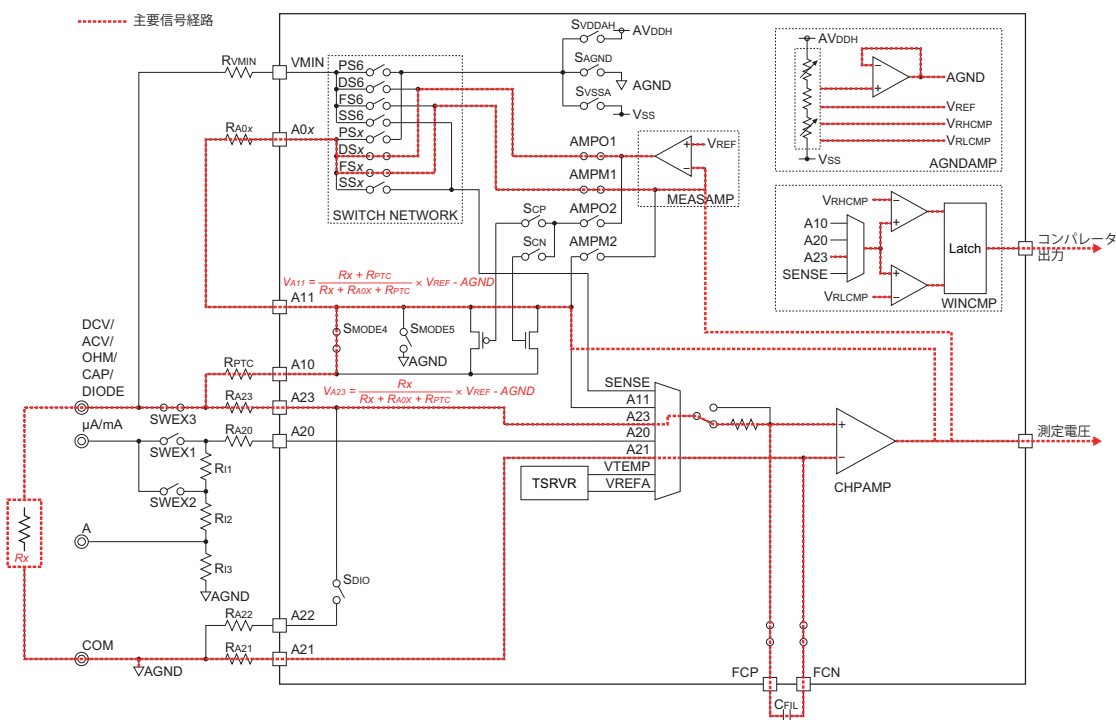 主要信号経路
SVDDAH
AVDDH
RVMIN
VMIN
PS6
DS6
FS6
SS6
PSx
DSx
FSx
SSx
SWITCH NETWORK
SAGND
AGND
SVSSA
VSS
RA0x
A0x
AMPO1
AMPM1
AMPO2
AMPM2
VREF
MEASAMP
SCP
SCN
AVDDH
AGND
VREF
VRHCMP
VRLCMP
VSS
AGNDAMP
VRHCMP
A10
A20
A23
SENSE
VRLCMP
Latch
WINCMP
コンパレータ
出力
VA11 = Rx + RPTC / Rx + RA0X + RPTC × VREF - AGND
A11
SMODE4
SMODE5
AGND
DCV/
ACV/
OHM/
CAP/
DIODE
RPTC
A10
RA23
A23
VA23 = Rx / Rx + RA0X + RPTC × VREF - AGND
SWEX3
µA/mA
SWEX1
RA20
A20
RI1
SWEX2
RI2
A
RI3
AGND
Rx
SENSE
A11
A23
A20
A21
VTEMP
VREFA
TSRVR
+
−
CHPAMP
測定電圧
SDIO
RA22
A22
COM
RA21
A21
AGND
FCP
FCN
CFIL